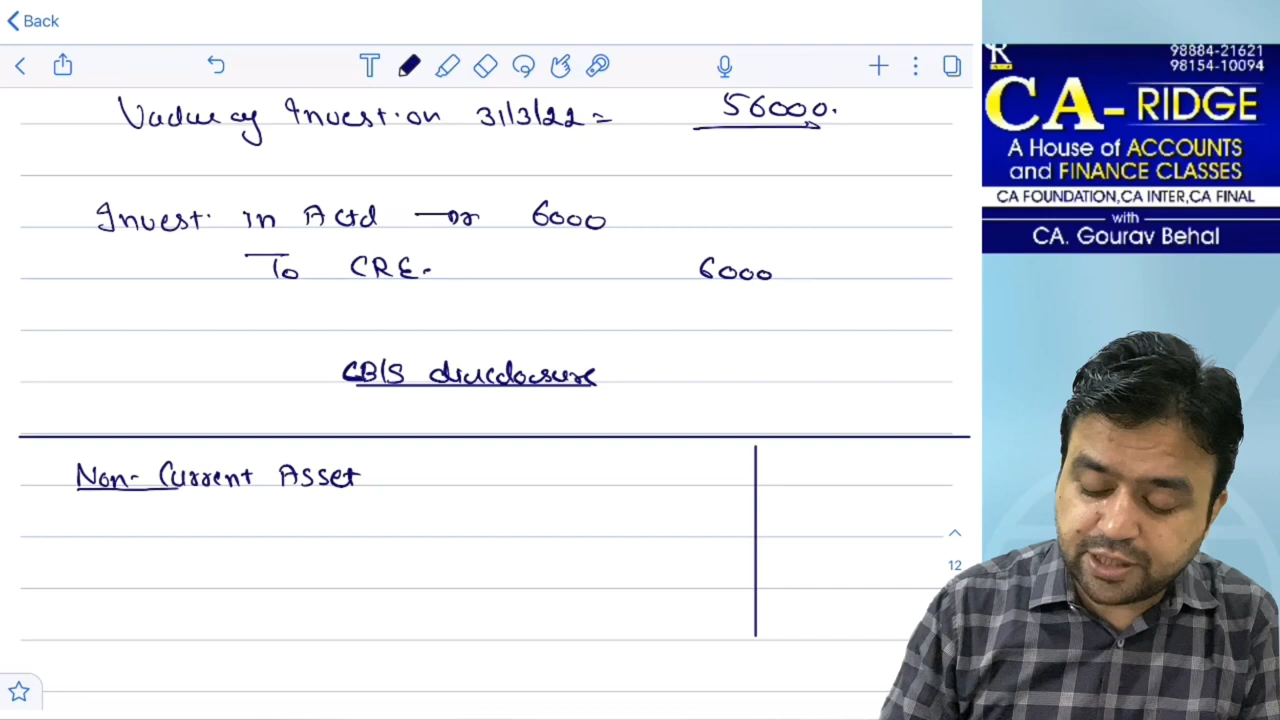 Back
Value of Invest. on 31/3/22 = 56000.
Invest. in A Ltd — Dr 6000
To CRE. 6000
CB/S disclosure
Non-Current Asset
12
98884-21621
98154-10094
CA- RIDGE
A House of ACCOUNTS
and FINANCE CLASSES
CA FOUNDATION,CA INTER,CA FINAL
with
CA. Gourav Behal